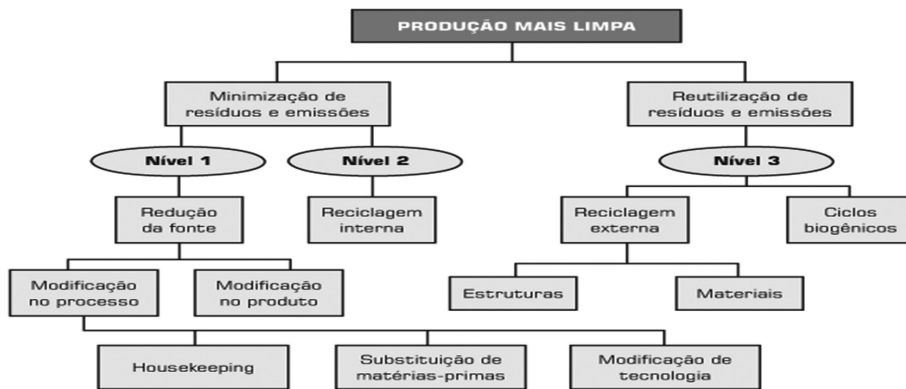 PRODUÇÃO MAIS LIMPA
Minimização de
resíduos e emissões
Reutilização de
resíduos e emissões
Nível 1
Nível 2
Nível 3
Redução
da fonte
Reciclagem
interna
Reciclagem
externa
Ciclos
biogênicos
Modificação
no processo
Modificação
no produto
Estruturas
Materiais
Housekeeping
Substituição de
matérias-primas
Modificação de
tecnologia